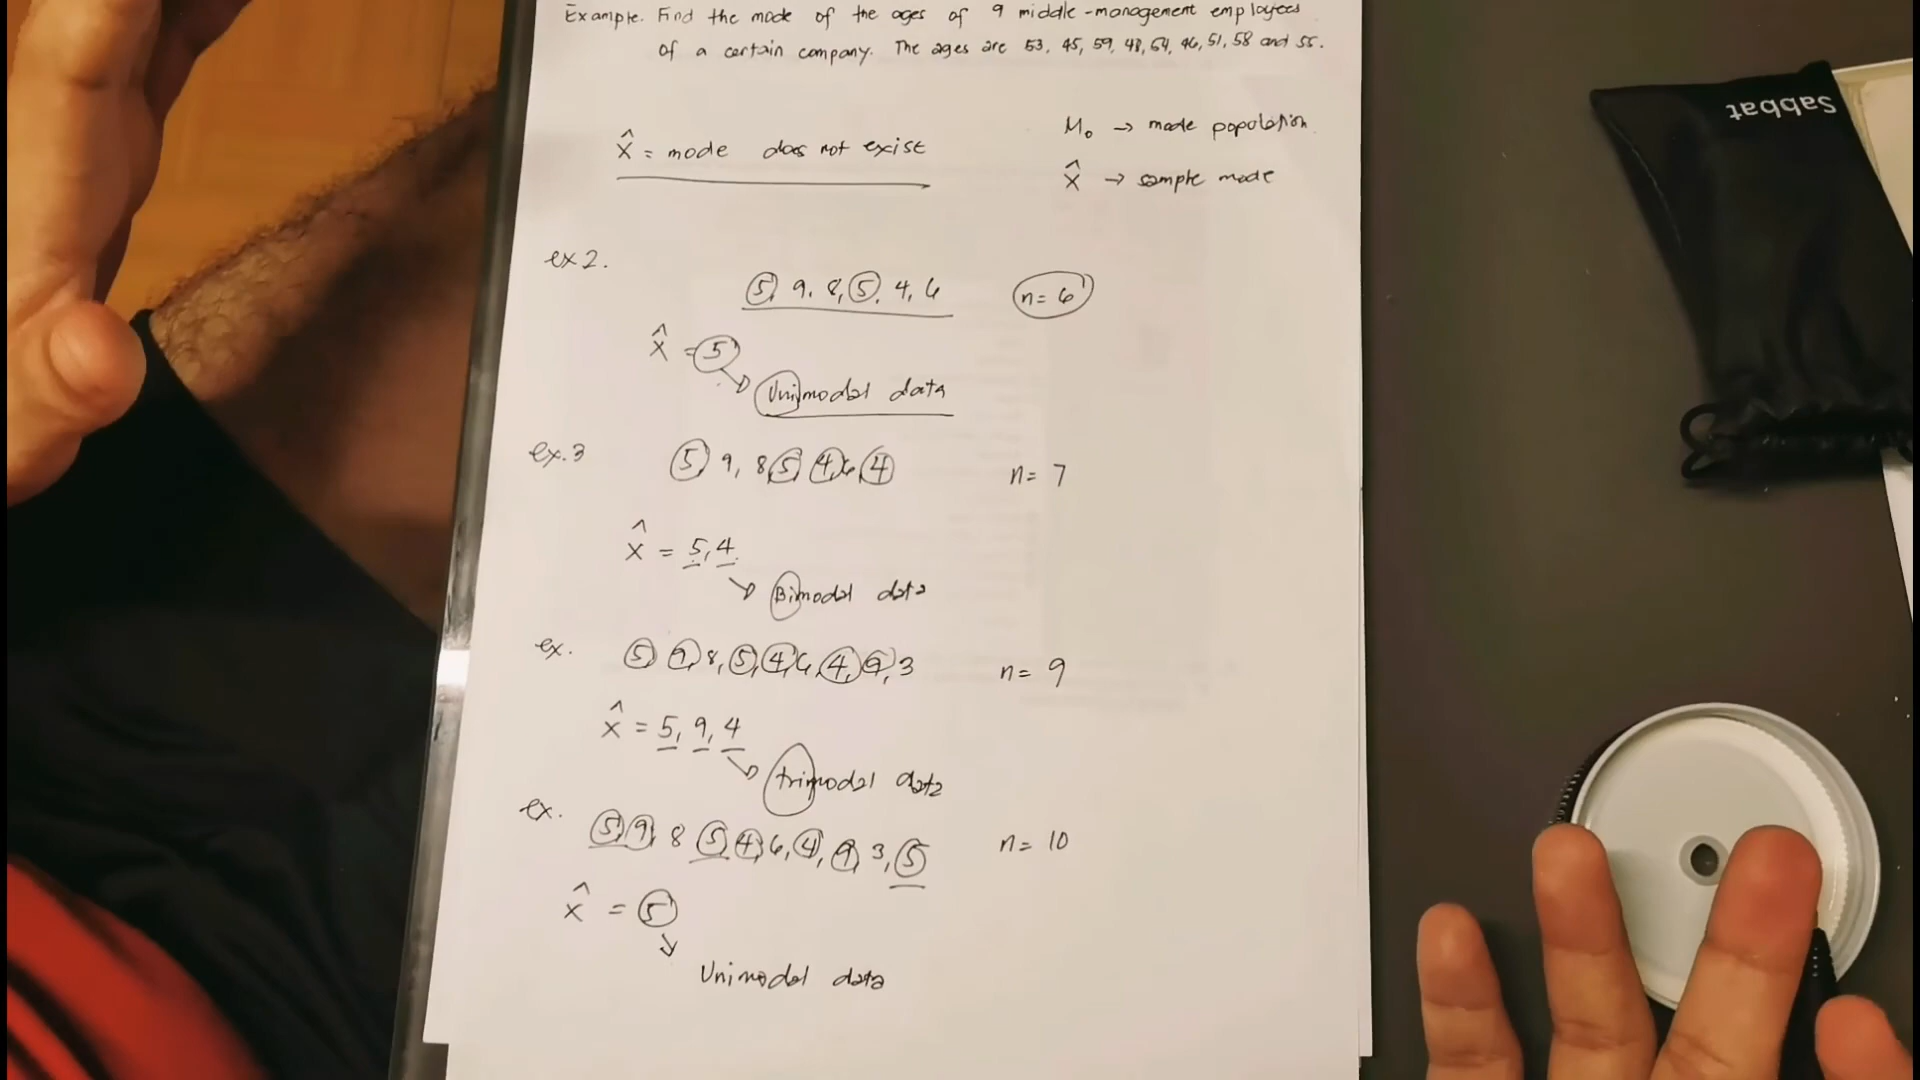 Example. Find the mode of the ages of 9 middle-management employees
of a certain company. The ages are 53, 45, 59, 48, 54, 46, 51, 58 and 55.
M₀ → mode population
x̂ = mode does not exist
x̂ → sample mode
ex 2.
5, 9, 8, 5, 4, 6 n = 6
x̂ = 5
Unimodal data
ex. 3 5, 9, 8, 5, 4, 6, 4 n = 7
x̂ = 5, 4
Bimodal data
ex. 5, 9, 8, 5, 4, 6, 4, 9, 3 n = 9
x̂ = 5, 9, 4
trimodal data
ex. 5, 9, 8, 5, 4, 6, 4, 9, 3, 5 n = 10
x̂ = 5
Unimodal data
Sabbat